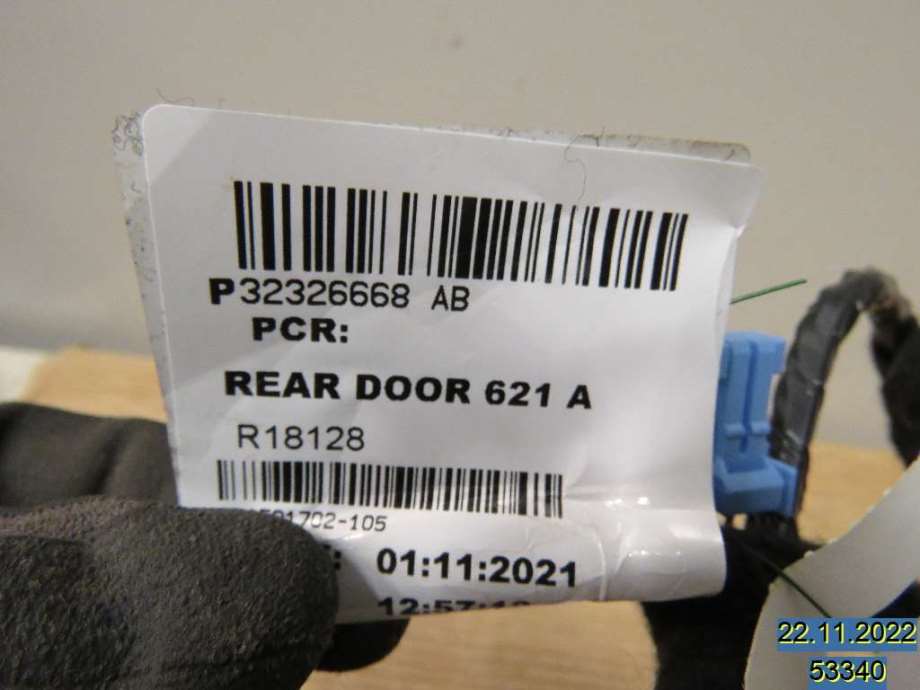 P32326668 AB
PCR:
REAR DOOR 621 A
R18128
01:11:2021
22.11.2022
53340